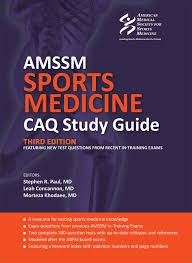 AMERICAN
MEDICAL
SOCIETY FOR
SPORTS
MEDICINE
AMSSM
SPORTS
MEDICINE
CAQ Study Guide
THIRD EDITION
FEATURING NEW TEST QUESTIONS FROM RECENT IN-TRAINING EXAMS
EDITORS:
Stephen R. Paul, MD
Leah Concannon, MD
Morteza Khodaee, MD
A resource for testing sports medicine knowledge
Exam questions from previous AMSSM In-Training Exams
Two complete 200-question tests with up-to-date critiques and references
Modeled after the ABFM board exams
Featuring a keyword index with question numbers and page numbers